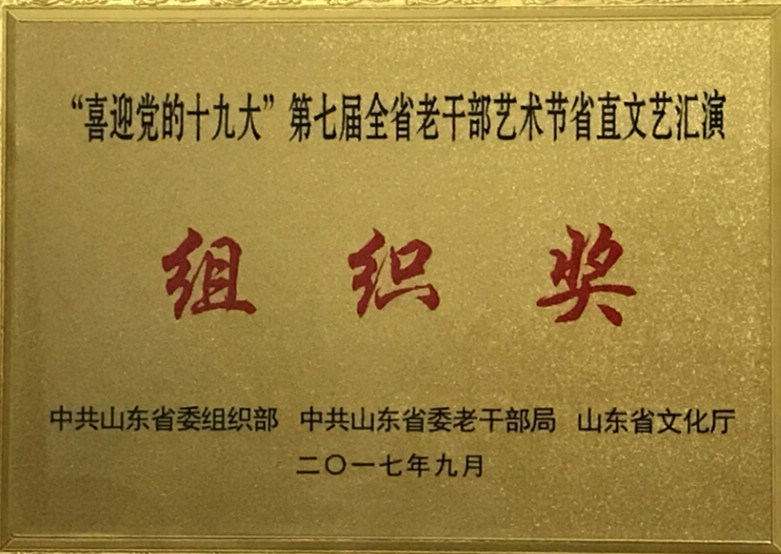 “喜迎党的十九大”第七届全省老干部艺术节省直文艺汇演
组织奖
中共山东省委组织部 中共山东省委老干部局 山东省文化厅
二〇一七年九月